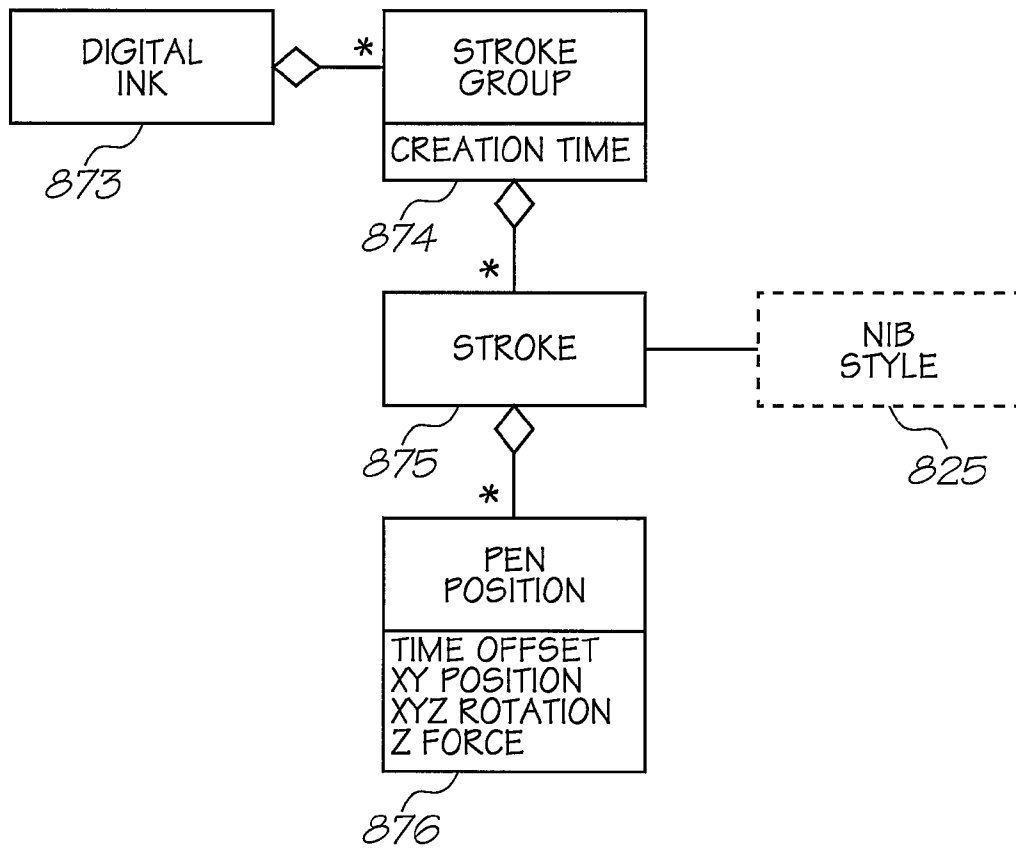 DIGITAL
INK
*
STROKE
GROUP
CREATION TIME
873
874
*
STROKE
NIB
STYLE
875
825
*
PEN
POSITION
TIME OFFSET
XY POSITION
XYZ ROTATION
Z FORCE
876